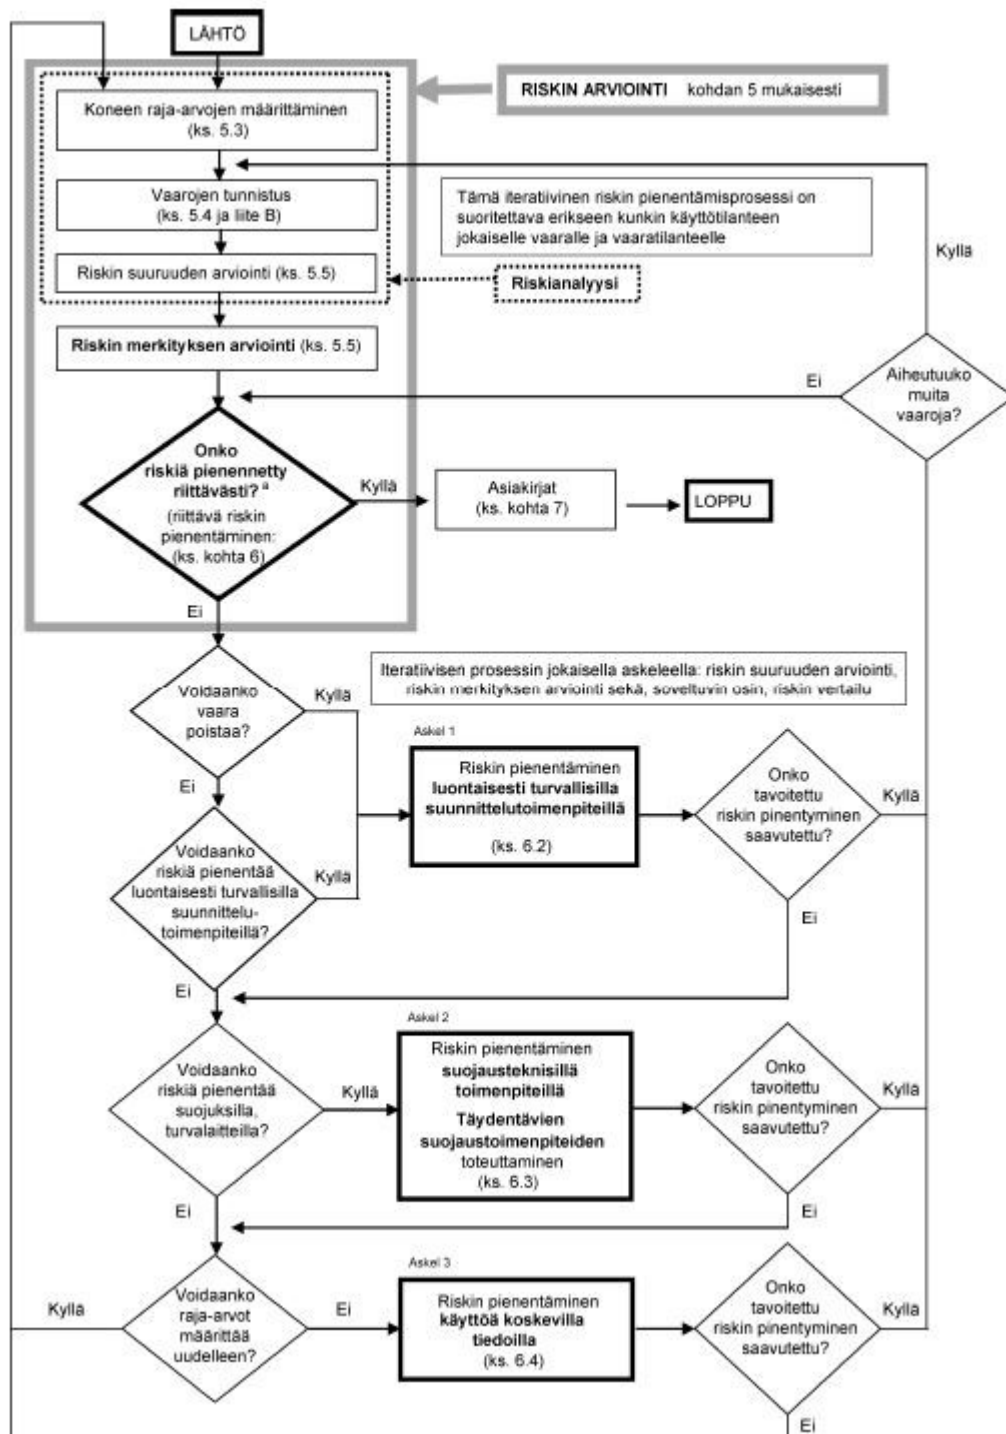 LÄHTÖ
RISKIN ARVIOINTI kohdan 5 mukaisesti
Koneen raja-arvojen määrittäminen
(ks. 5.3)
Vaarojen tunnistus
(ks. 5.4 ja liite B)
Tämä iteratiivinen riskin pienentämisprosessi on
suoritettava erikseen kunkin käyttötilanteen
jokaiselle vaaralle ja vaaratilanteelle
Kyllä
Riskin suuruuden arviointi (ks. 5.5)
Riskianalyysi
Riskin merkityksen arviointi (ks. 5.5)
Ei
Aiheutuuko
muita
vaaroja?
Onko
riskiä pienennetty
riittävästi? a
(riittävä riskin
pienentäminen:
(ks. kohta 6)
Kyllä
Asiakirjat
(ks. kohta 7)
LOPPU
Ei
Iteratiivisen prosessin jokaisella askeleella: riskin suuruuden arviointi,
riskin merkityksen arviointi sekä, soveltuvin osin, riskin vertailu
Voidaanko
vaara
poistaa?
Kyllä
Ei
Askel 1
Riskin pienentäminen
luontaisesti turvallisilla
suunnittelutoimenpiteillä
(ks. 6.2)
Onko
tavoitettu
riskin pinentyminen
saavutettu?
Kyllä
Voidaanko
riskiä pienentää
luontaisesti turvallisilla
suunnittelu-
toimenpiteillä?
Kyllä
Ei
Ei
Askel 2
Voidaanko
riskiä pienentää
suojuksilla,
turvalaitteilla?
Kyllä
Riskin pienentäminen
suojausteknisillä
toimenpiteillä
Täydentävien
suojaustoimenpiteiden
toteuttaminen
(ks. 6.3)
Onko
tavoitettu
riskin pinentyminen
saavutettu?
Kyllä
Ei
Ei
Askel 3
Kyllä
Voidaanko
raja-arvot
määrittää
uudelleen?
Ei
Riskin pienentäminen
käyttöä koskevilla
tiedoilla
(ks. 6.4)
Onko
tavoitettu
riskin pinentyminen
saavutettu?
Kyllä
Ei